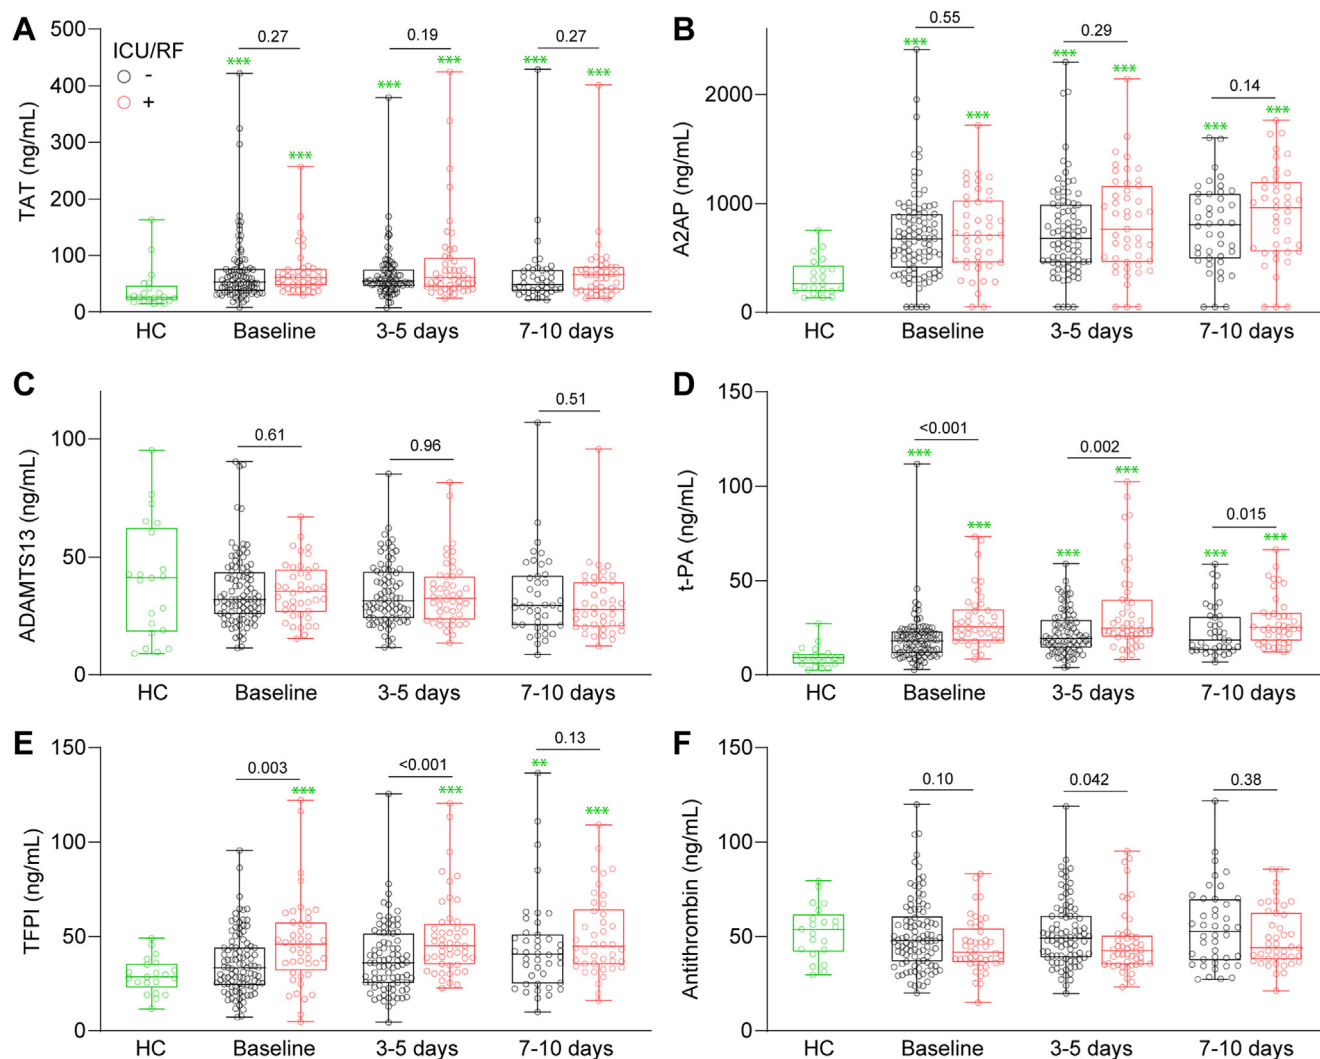 A
TAT (ng/mL)
500
400
300
200
100
0
ICU/RF
-
+
0.27
0.19
0.27
***
***
***
***
***
***
HC
Baseline
3-5 days
7-10 days
B
A2AP (ng/mL)
2000
1000
0
0.55
0.29
0.14
***
***
***
***
***
***
HC
Baseline
3-5 days
7-10 days
C
ADAMTS13 (ng/mL)
100
50
0
0.61
0.96
0.51
HC
Baseline
3-5 days
7-10 days
D
t-PA (ng/mL)
150
100
50
0
<0.001
0.002
0.015
***
***
***
***
***
***
HC
Baseline
3-5 days
7-10 days
E
TFPI (ng/mL)
150
100
50
0
0.003
<0.001
0.13
***
***
**
***
HC
Baseline
3-5 days
7-10 days
F
Antithrombin (ng/mL)
150
100
50
0
0.10
0.042
0.38
HC
Baseline
3-5 days
7-10 days